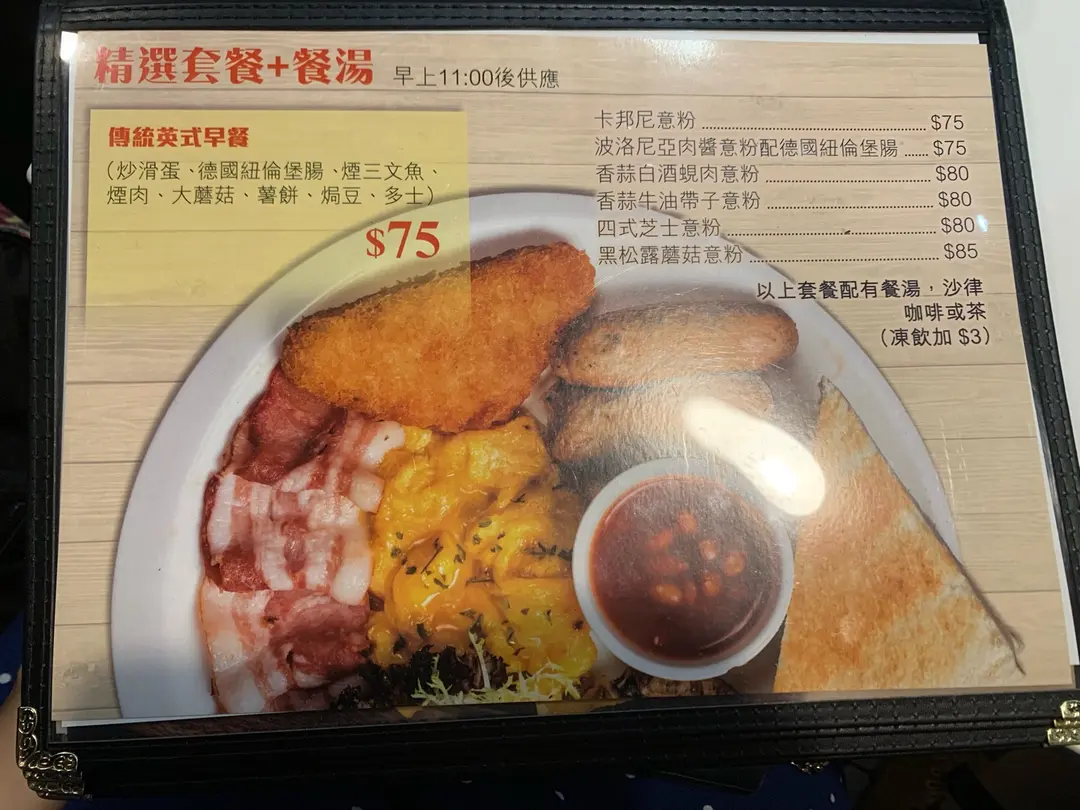 精選套餐+餐湯 早上11:00後供應
傳統英式早餐
（炒滑蛋、德國紐倫堡腸、煙三文魚、
煙肉、大蘑菇、薯餅、焗豆、多士）
$75
卡邦尼意粉 $75
波洛尼亞肉醬意粉配德國紐倫堡腸 $75
香蒜白酒蜆肉意粉 $80
香蒜牛油帶子意粉 $80
四式芝士意粉 $80
黑松露蘑菇意粉 $85
以上套餐配有餐湯，沙律
咖啡或茶
（凍飲加 $3）